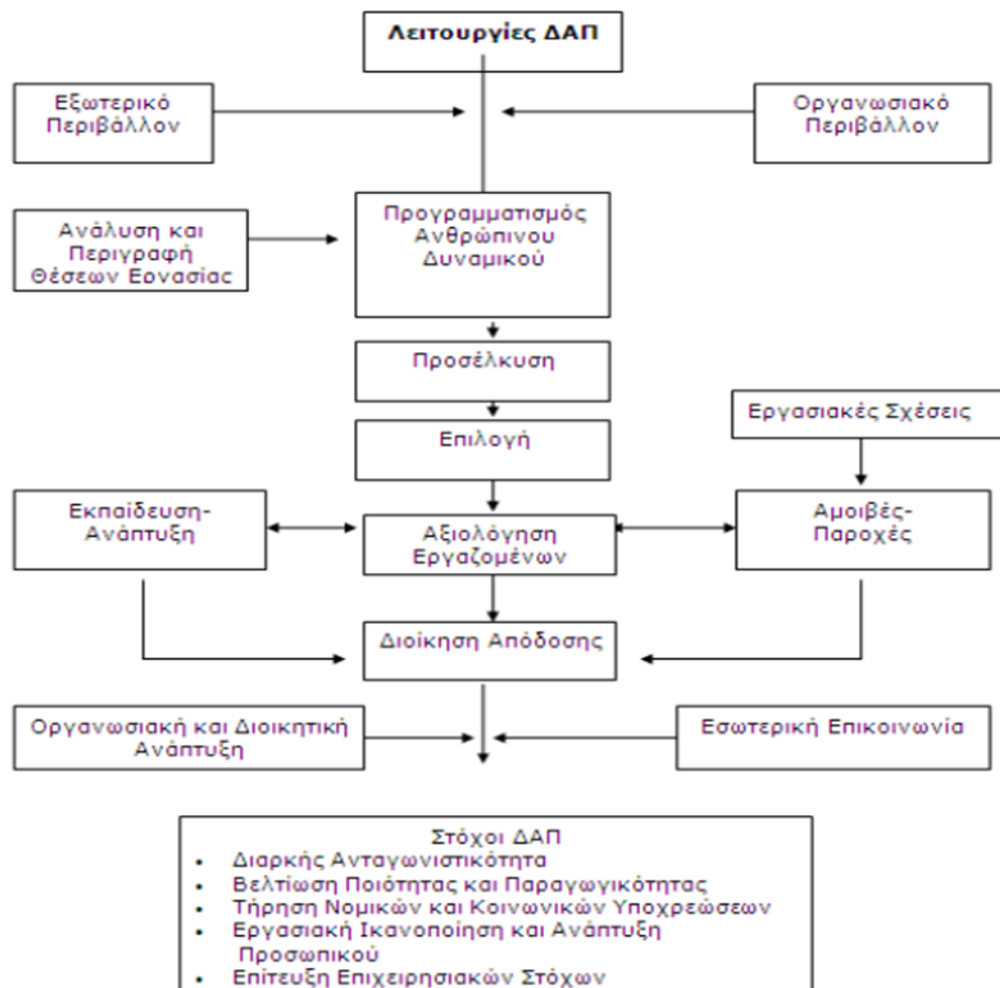 Λειτουργίες ΔΑΠ
Εξωτερικό
Περιβάλλον
Οργανωσιακό
Περιβάλλον
Ανάλυση και
Περιγραφή
Θέσεων Εργασίας
Προγραμματισμός
Ανθρώπινου
Δυναμικού
Προσέλκυση
Επιλογή
Εργασιακές Σχέσεις
Εκπαίδευση-
Ανάπτυξη
Αξιολόγηση
Εργαζομένων
Αμοιβές-
Παροχές
Διοίκηση Απόδοσης
Οργανωσιακή και Διοικητική
Ανάπτυξη
Εσωτερική Επικοινωνία
Στόχοι ΔΑΠ
• Διαρκής Ανταγωνιστικότητα
• Βελτίωση Ποιότητας και Παραγωγικότητας
• Τήρηση Νομικών και Κοινωνικών Υποχρεώσεων
• Εργασιακή Ικανοποίηση και Ανάπτυξη
Προσωπικού
• Επίτευξη Επιχειρησιακών Στόχων